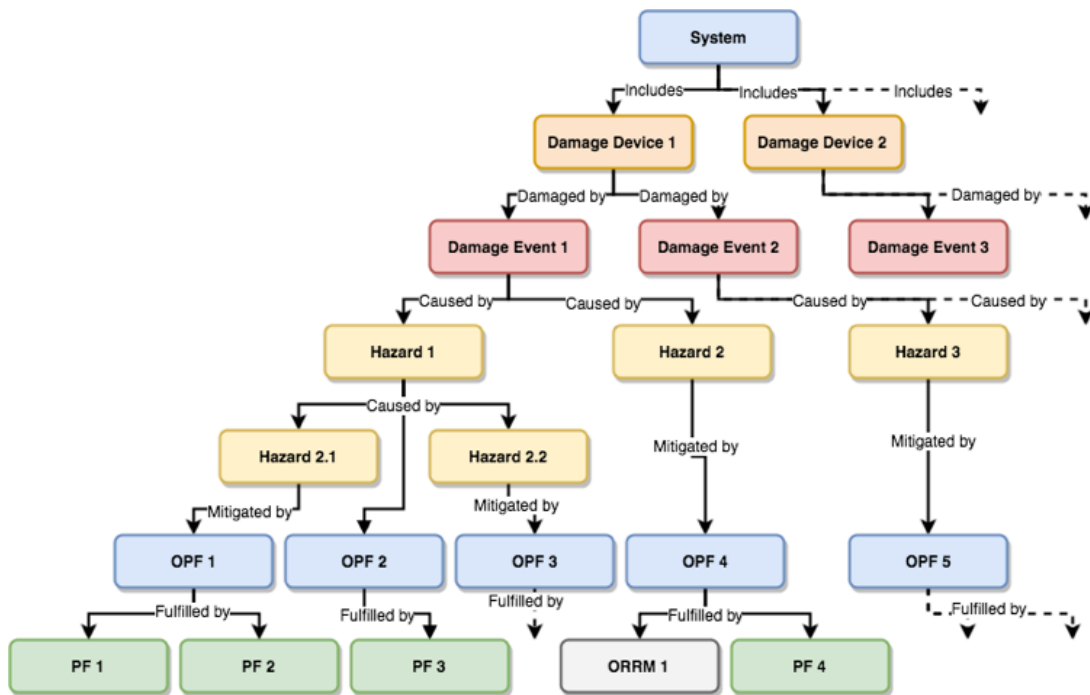 System
Includes
Includes
Includes
Damage Device 1
Damage Device 2
Damaged by
Damaged by
Damaged by
Damage Event 1
Damage Event 2
Damage Event 3
Caused by
Caused by
Caused by
Caused by
Hazard 1
Hazard 2
Hazard 3
Caused by
Mitigated by
Mitigated by
Hazard 2.1
Hazard 2.2
Mitigated by
Mitigated by
OPF 1
OPF 2
OPF 3
OPF 4
OPF 5
Fulfilled by
Fulfilled by
Fulfilled by
Fulfilled by
Fulfilled by
PF 1
PF 2
PF 3
ORRM 1
PF 4